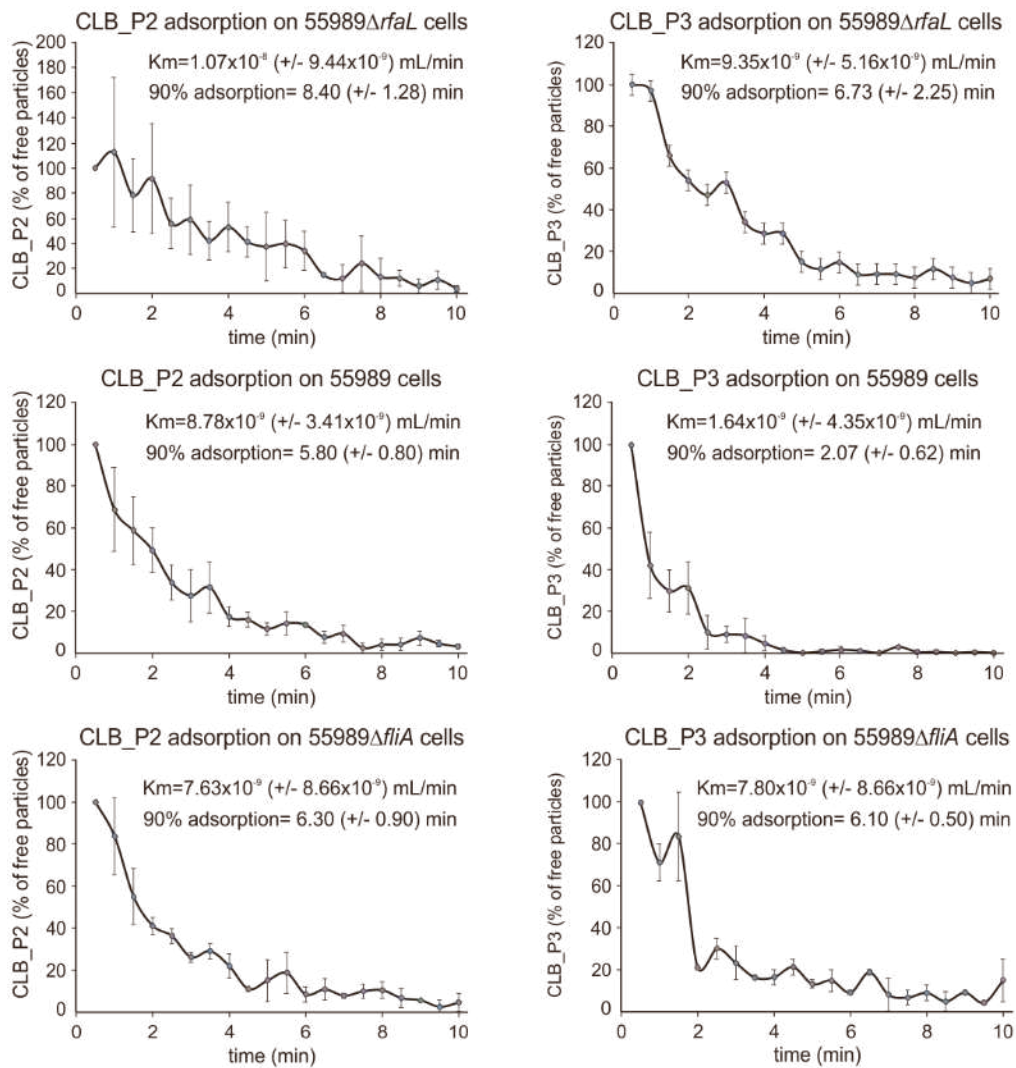 CLB_P2 adsorption on 55989ΔrfaL cells
Km=1.07x10⁻⁸ (+/- 9.44x10⁻⁹) mL/min
90% adsorption= 8.40 (+/- 1.28) min
CLB_P2 (% of free particles)
200
180
160
140
120
100
80
60
40
20
0
0 2 4 6 8 10
time (min)
CLB_P3 adsorption on 55989ΔrfaL cells
Km=9.35x10⁻⁹ (+/- 5.16x10⁻⁹) mL/min
90% adsorption= 6.73 (+/- 2.25) min
CLB_P3 (% of free particles)
120
100
80
60
40
20
0
0 2 4 6 8 10
time (min)
CLB_P2 adsorption on 55989 cells
Km=8.78x10⁻⁹ (+/- 3.41x10⁻⁹) mL/min
90% adsorption= 5.80 (+/- 0.80) min
CLB_P2 (% of free particles)
120
100
80
60
40
20
0
0 2 4 6 8 10
time (min)
CLB_P3 adsorption on 55989 cells
Km=1.64x10⁻⁹ (+/- 4.35x10⁻⁹) mL/min
90% adsorption= 2.07 (+/- 0.62) min
CLB_P3 (% of free particles)
120
100
80
60
40
20
0
0 2 4 6 8 10
time (min)
CLB_P2 adsorption on 55989ΔfliA cells
Km=7.63x10⁻⁹ (+/- 8.66x10⁻⁹) mL/min
90% adsorption= 6.30 (+/- 0.90) min
CLB_P2 (% of free particles)
120
100
80
60
40
20
0
0 2 4 6 8 10
time (min)
CLB_P3 adsorption on 55989ΔfliA cells
Km=7.80x10⁻⁹ (+/- 8.66x10⁻⁹) mL/min
90% adsorption= 6.10 (+/- 0.50) min
CLB_P3 (% of free particles)
120
100
80
60
40
20
0
0 2 4 6 8 10
time (min)